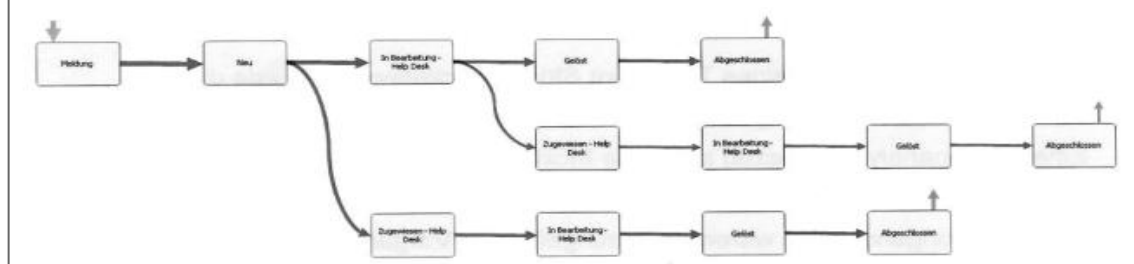 Meldung
Neu
In Bearbeitung -
Help Desk
Gelöst
Abgeschlossen
Zugewiesen - Help
Desk
In Bearbeitung -
Help Desk
Gelöst
Abgeschlossen
Zugewiesen - Help
Desk
In Bearbeitung -
Help Desk
Gelöst
Abgeschlossen